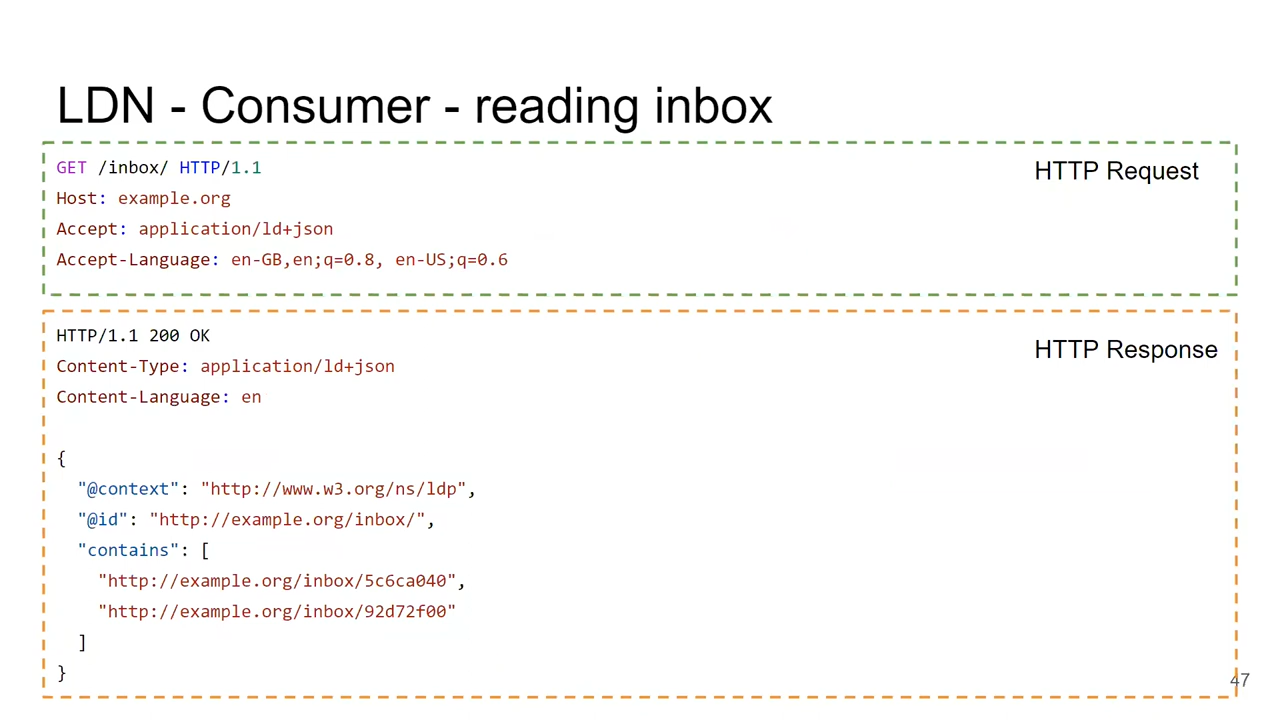 LDN - Consumer - reading inbox
GET /inbox/ HTTP/1.1
Host: example.org
Accept: application/ld+json
Accept-Language: en-GB,en;q=0.8, en-US;q=0.6
HTTP Request
HTTP/1.1 200 OK
Content-Type: application/ld+json
Content-Language: en
HTTP Response
{
  "@context": "http://www.w3.org/ns/ldp",
  "@id": "http://example.org/inbox/",
  "contains": [
    "http://example.org/inbox/5c6ca040",
    "http://example.org/inbox/92d72f00"
  ]
}
47